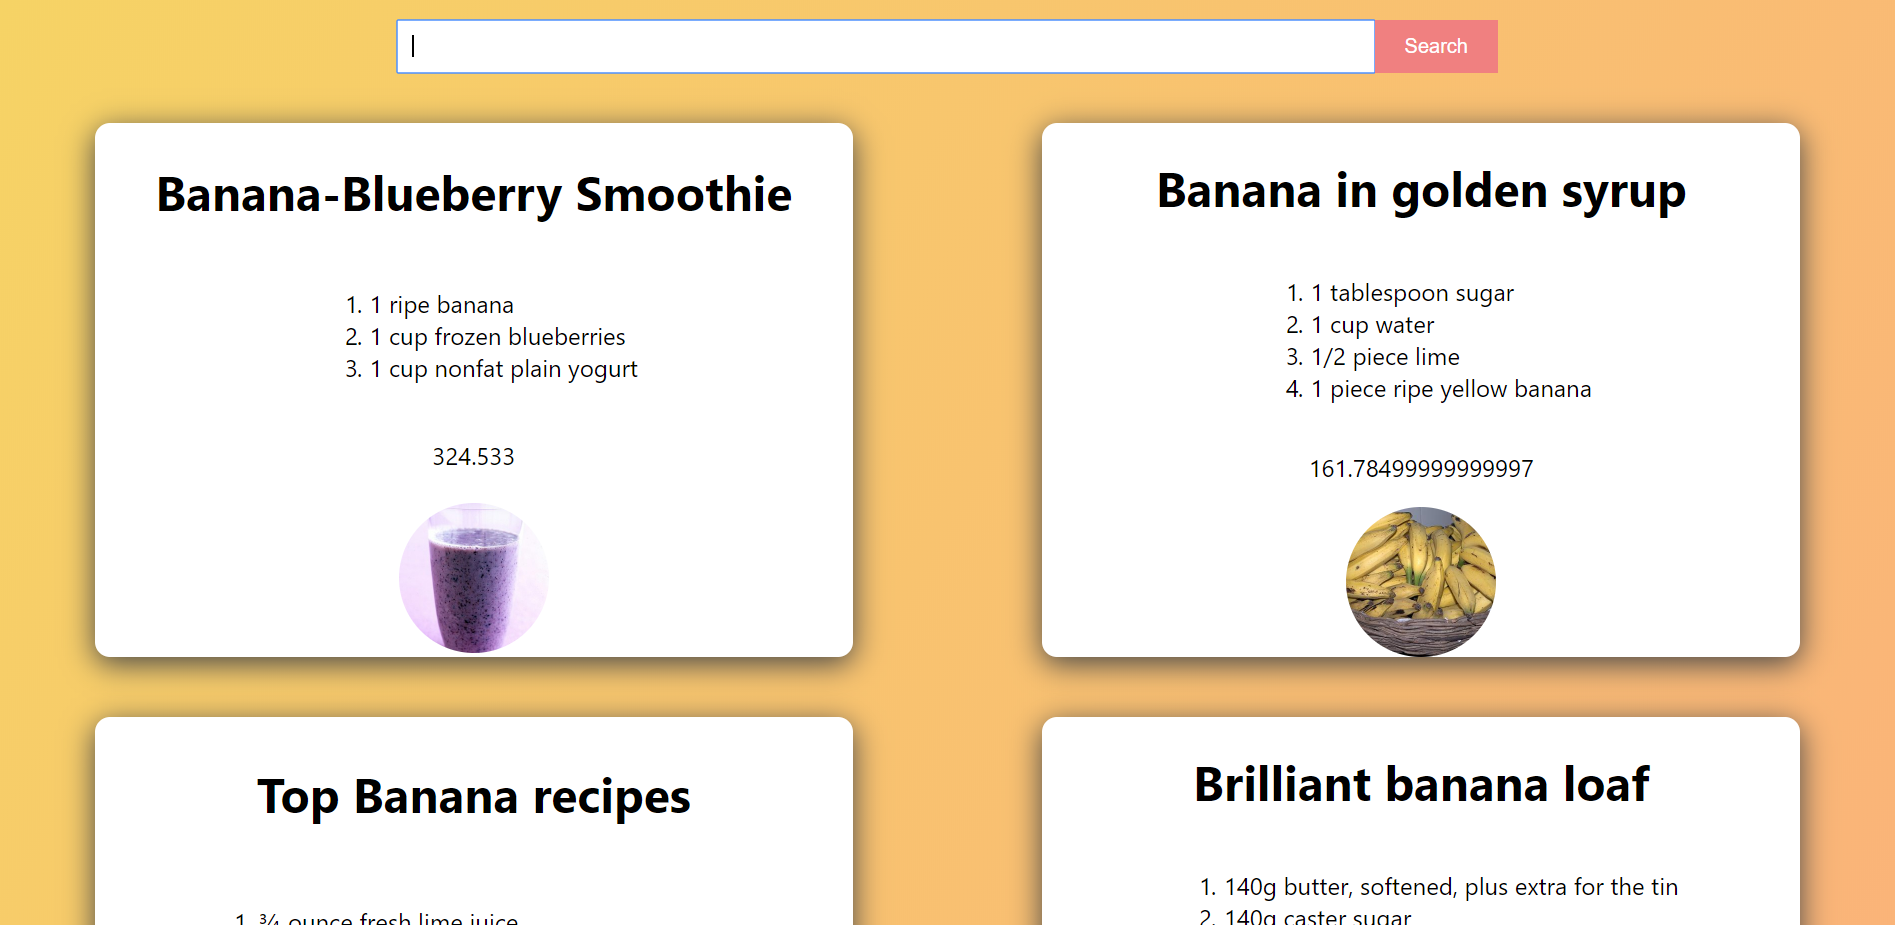 Search
Banana-Blueberry Smoothie
1. 1 ripe banana
2. 1 cup frozen blueberries
3. 1 cup nonfat plain yogurt
324.533
Banana in golden syrup
1. 1 tablespoon sugar
2. 1 cup water
3. 1/2 piece lime
4. 1 piece ripe yellow banana
161.78499999999997
Top Banana recipes
1. ¾ ounce fresh lime juice
Brilliant banana loaf
1. 140g butter, softened, plus extra for the tin
2. 140g caster sugar